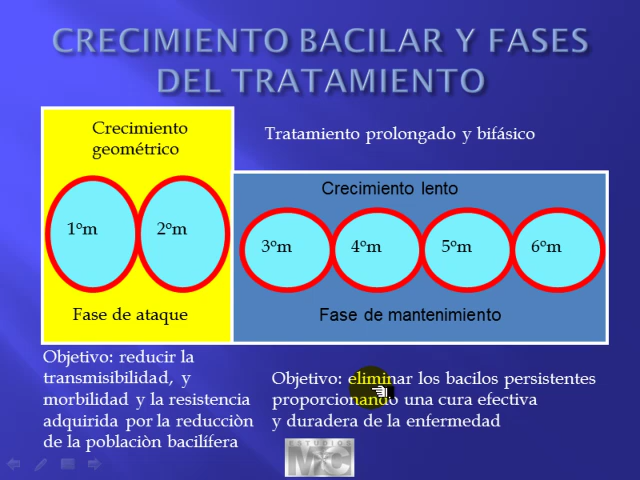 CRECIMIENTO BACILAR Y FASES
DEL TRATAMIENTO
Crecimiento
geométrico
Tratamiento prolongado y bifásico
Crecimiento lento
1ºm
2ºm
3ºm
4ºm
5ºm
6ºm
Fase de ataque
Fase de mantenimiento
Objetivo: reducir la
transmisibilidad, y
morbilidad y la resistencia
adquirida por la reducciòn
de la poblaciòn bacilífera
Objetivo: eliminar los bacilos persistentes
proporcionando una cura efectiva
y duradera de la enfermedad
ESTUDIOS
MC